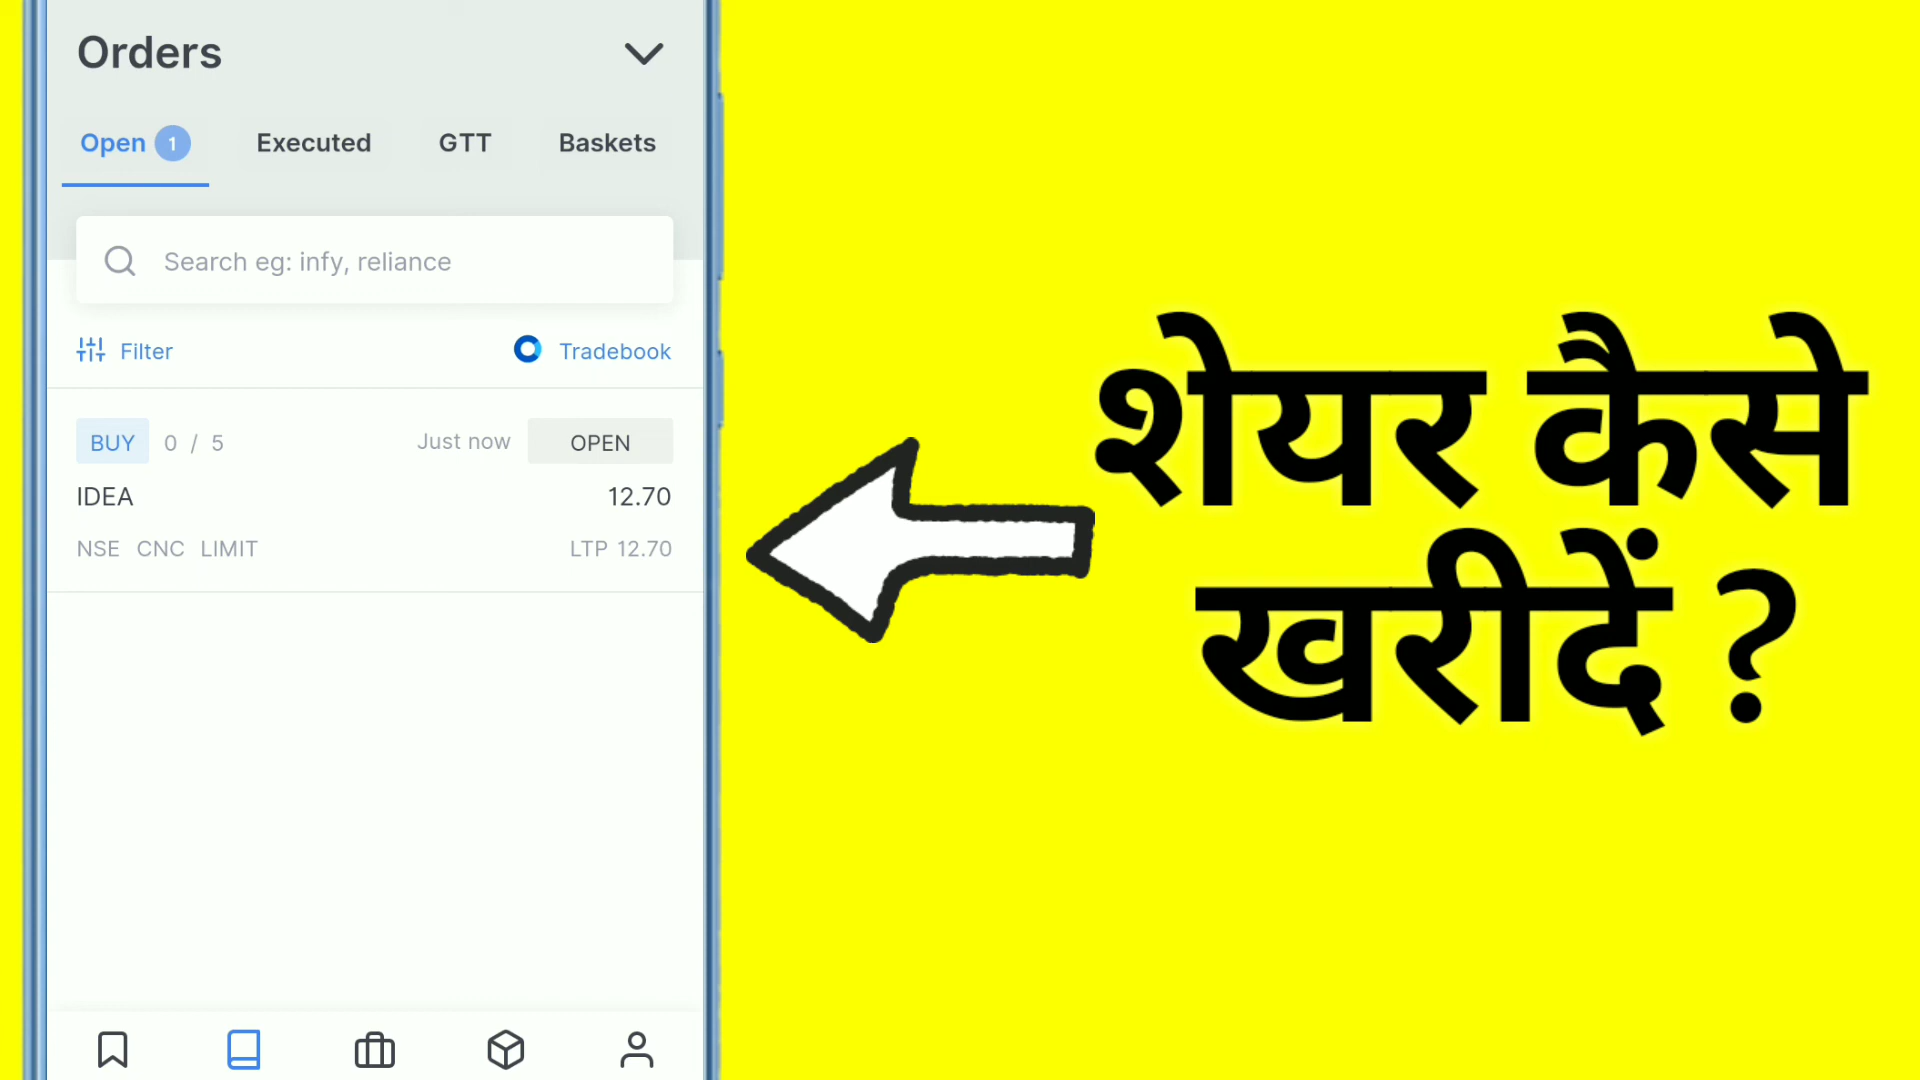 Orders
Open 1 Executed GTT Baskets
Search eg: infy, reliance
Filter Tradebook
BUY 0 / 5 Just now OPEN
IDEA 12.70
NSE CNC LIMIT LTP 12.70
शेयर कैसे
खरीदें ?